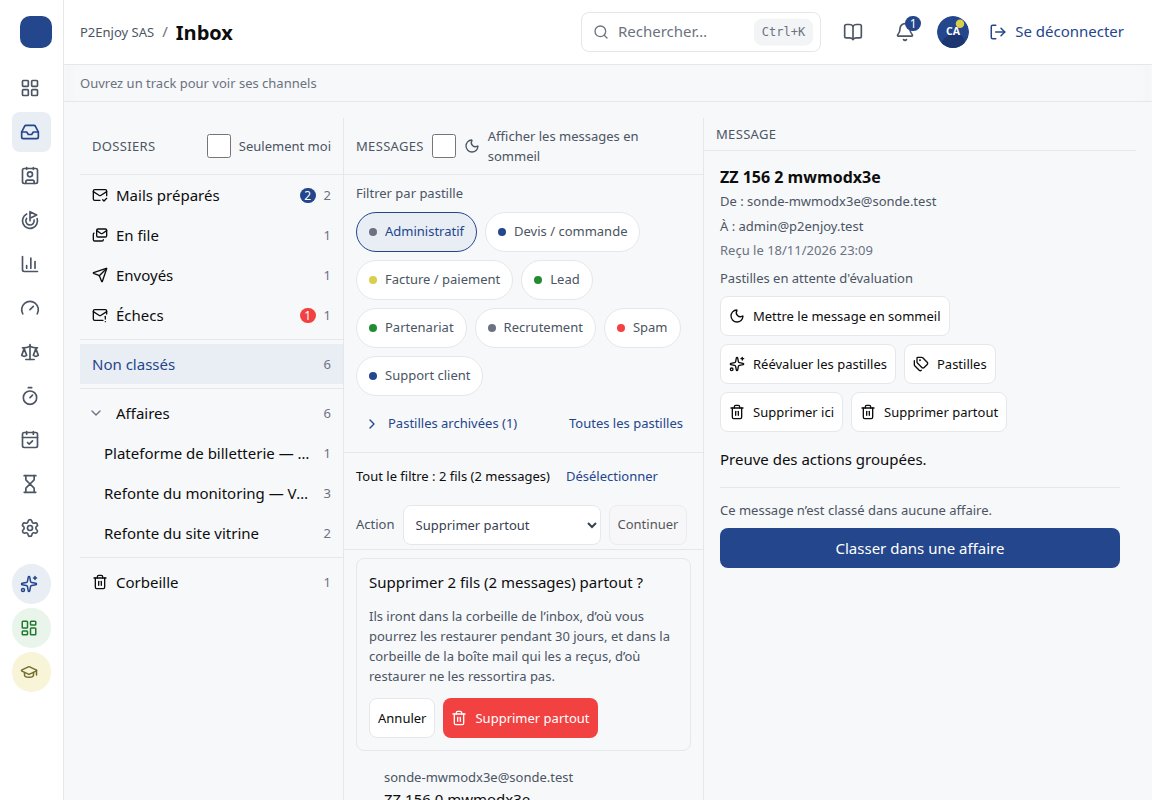 P2Enjoy SAS / Inbox
Rechercher... Ctrl+K
1
CA
Se déconnecter
Ouvrez un track pour voir ses channels
DOSSIERS
Seulement moi
Mails préparés 2 2
En file 1
Envoyés 1
Échecs 1 1
Non classés 6
Affaires 6
Plateforme de billetterie — ... 1
Refonte du monitoring — V... 3
Refonte du site vitrine 2
Corbeille 1
MESSAGES
Afficher les messages en
sommeil
Filtrer par pastille
Administratif
Devis / commande
Facture / paiement
Lead
Partenariat
Recrutement
Spam
Support client
Pastilles archivées (1)
Toutes les pastilles
Tout le filtre : 2 fils (2 messages)
Désélectionner
Action
Supprimer partout
Continuer
Supprimer 2 fils (2 messages) partout ?
Ils iront dans la corbeille de l’inbox, d’où vous
pourrez les restaurer pendant 30 jours, et dans la
corbeille de la boîte mail qui les a reçus, d’où
restaurer ne les ressortira pas.
Annuler
Supprimer partout
sonde-mwmodx3e@sonde.test
ZZ 156 0 mwmodx3e
MESSAGE
ZZ 156 2 mwmodx3e
De : sonde-mwmodx3e@sonde.test
À : admin@p2enjoy.test
Reçu le 18/11/2026 23:09
Pastilles en attente d'évaluation
Mettre le message en sommeil
Réévaluer les pastilles
Pastilles
Supprimer ici
Supprimer partout
Preuve des actions groupées.
Ce message n’est classé dans aucune affaire.
Classer dans une affaire